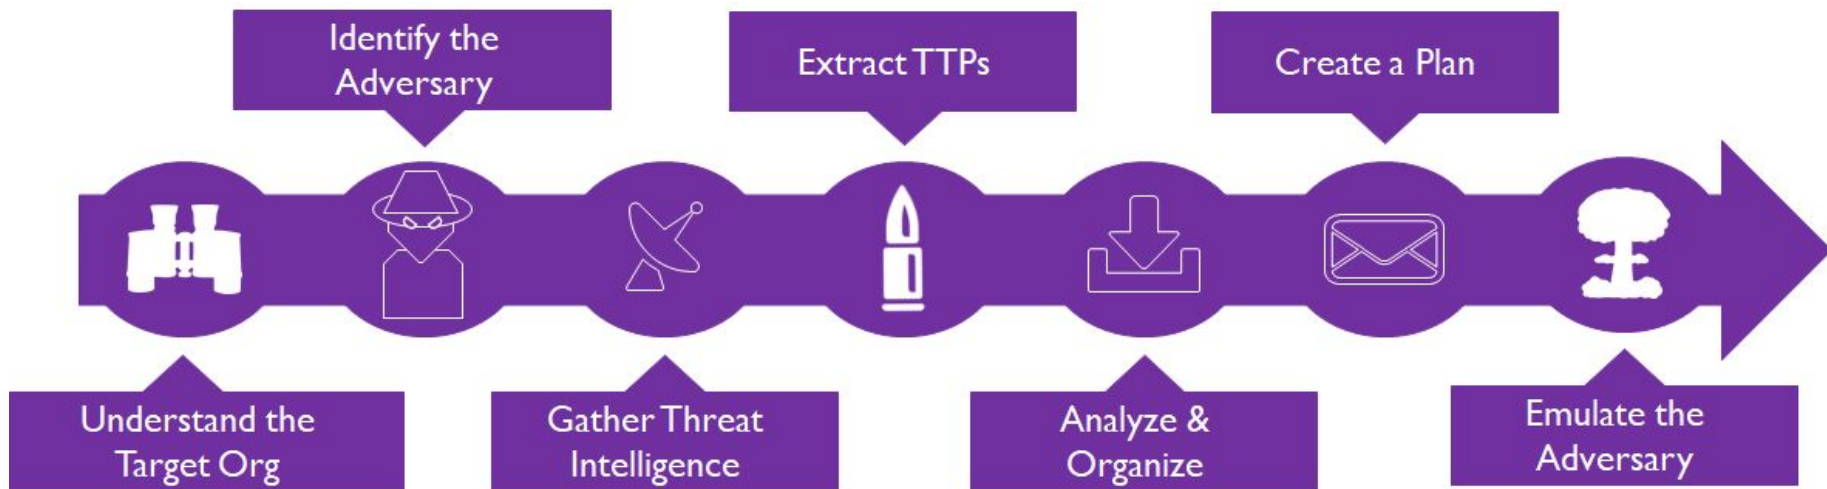 Identify the
Adversary
Extract TTPs
Create a Plan
Understand the
Target Org
Gather Threat
Intelligence
Analyze &
Organize
Emulate the
Adversary